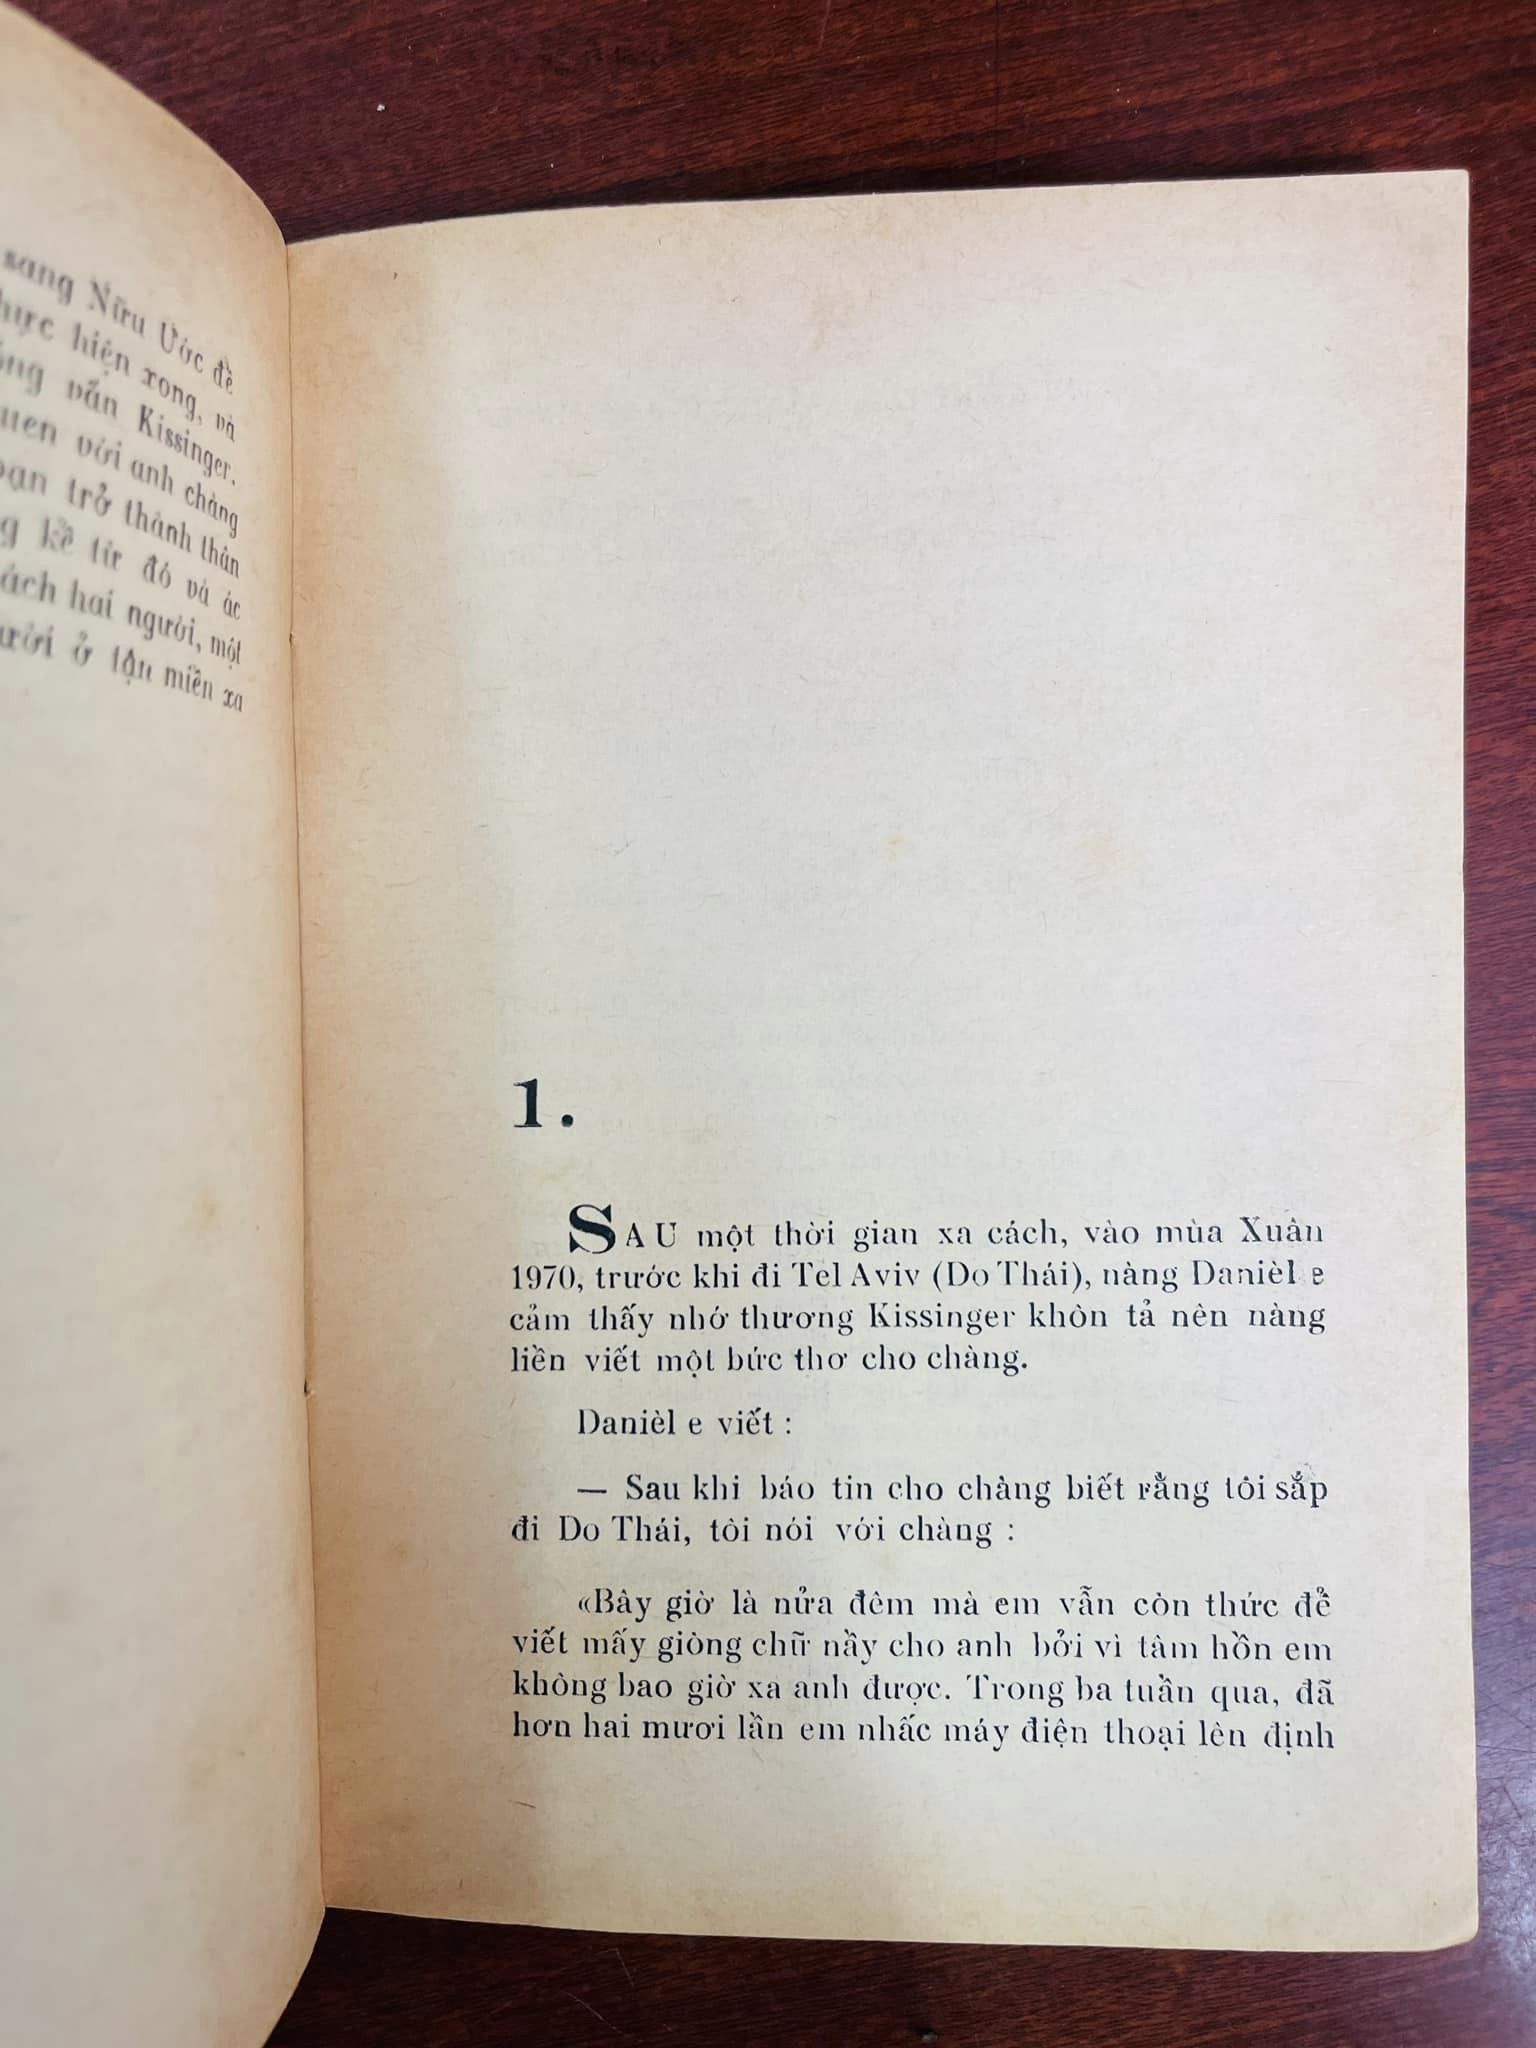 sang Nữu Ước để
hực hiện xong, và
vấn Kissinger.
với anh chàng
trở thành thân
kể từ đó và ác
hai người, một
ở tận miền xa
1.
SAU một thời gian xa cách, vào mùa Xuân
1970, trước khi đi Tel Aviv (Do Thái), nàng Danièl e
cảm thấy nhớ thương Kissinger khôn tả nên nàng
liền viết một bức thơ cho chàng.
Danièl e viết :
— Sau khi báo tin cho chàng biết rằng tôi sắp
đi Do Thái, tôi nói với chàng :
«Bây giờ là nửa đêm mà em vẫn còn thức để
viết mấy giòng chữ nầy cho anh bởi vì tâm hồn em
không bao giờ xa anh được. Trong ba tuần qua, đã
hơn hai mươi lần em nhấc máy điện thoại lên định